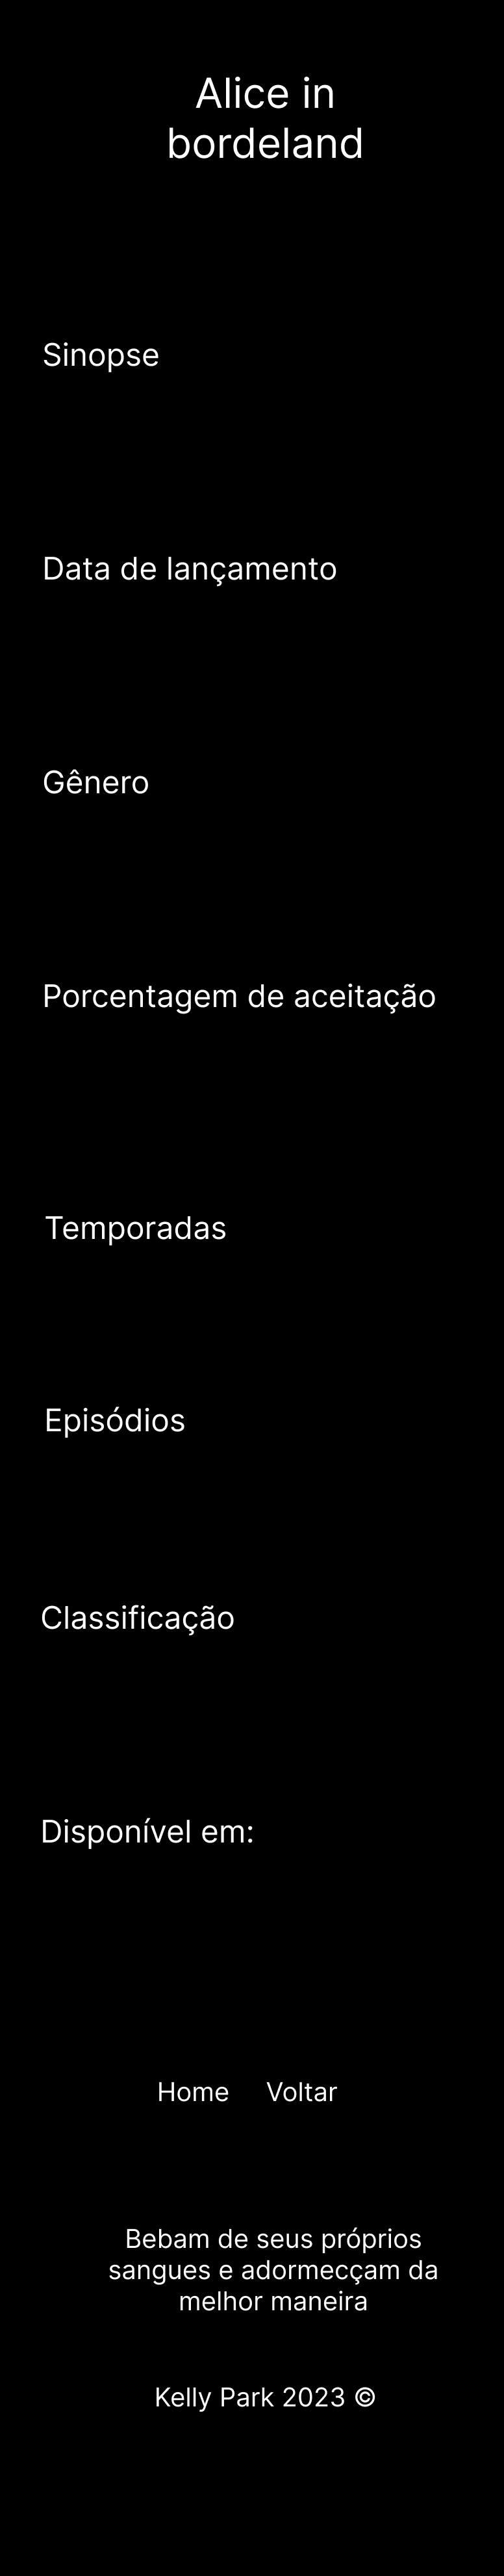 Alice in
bordeland
Sinopse
Data de lançamento
Gênero
Porcentagem de aceitação
Temporadas
Episódios
Classificação
Disponível em:
Home Voltar
Bebam de seus próprios
sangues e adormecçam da
melhor maneira
Kelly Park 2023 ©